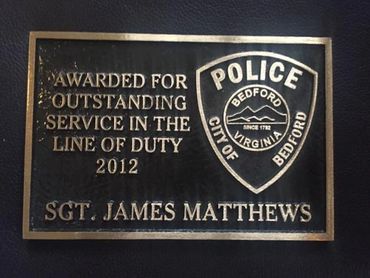 AWARDED FOR
OUTSTANDING
SERVICE IN THE
LINE OF DUTY
2012
POLICE
BEDFORD
SINCE 1782
VIRGINIA
CITY OF
BEDFORD
SGT. JAMES MATTHEWS